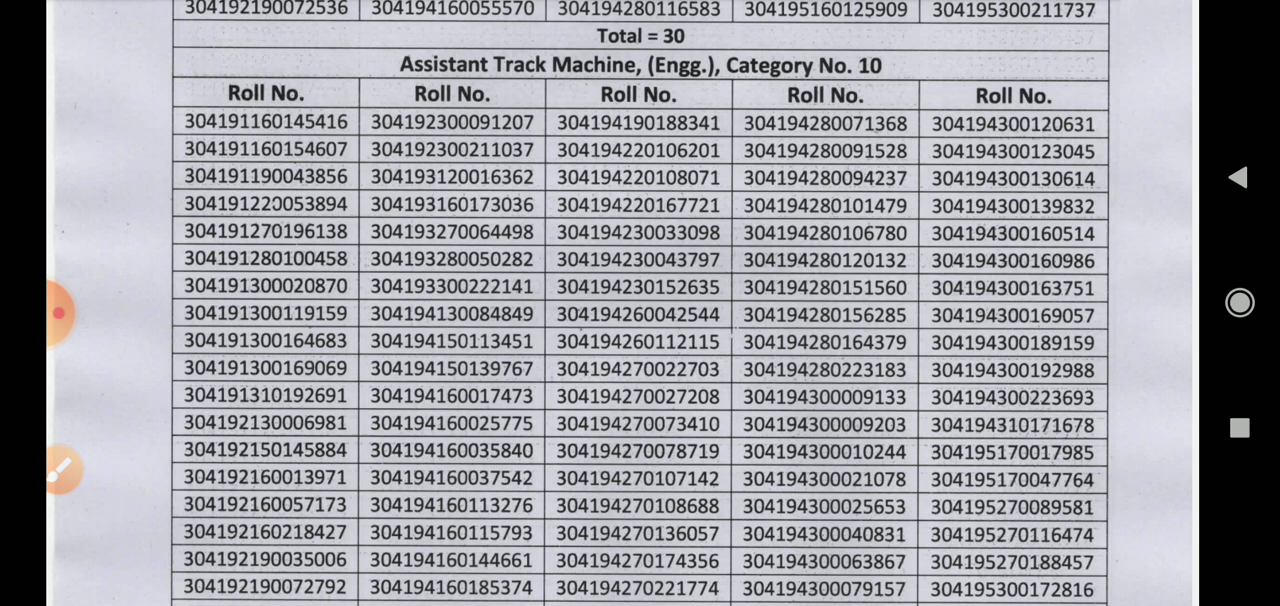 304192190072536 304194160055570 304194280116583 304195160125909 304195300211737
Total = 30
Assistant Track Machine, (Engg.), Category No. 10
Roll No. Roll No. Roll No. Roll No. Roll No.
304191160145416 304192300091207 304194190188341 304194280071368 304194300120631
304191160154607 304192300211037 304194220106201 304194280091528 304194300123045
304191190043856 304193120016362 304194220108071 304194280094237 304194300130614
304191220053894 304193160173036 304194220167721 304194280101479 304194300139832
304191270196138 304193270064498 304194230033098 304194280106780 304194300160514
304191280100458 304193280050282 304194230043797 304194280120132 304194300160986
304191300020870 304193300222141 304194230152635 304194280151560 304194300163751
304191300119159 304194130084849 304194260042544 304194280156285 304194300169057
304191300164683 304194150113451 304194260112115 304194280164379 304194300189159
304191300169069 304194150139767 304194270022703 304194280223183 304194300192988
304191310192691 304194160017473 304194270027208 304194300009133 304194300223693
304192130006981 304194160025775 304194270073410 304194300009203 304194310171678
304192150145884 304194160035840 304194270078719 304194300010244 304195170017985
304192160013971 304194160037542 304194270107142 304194300021078 304195170047764
304192160057173 304194160113276 304194270108688 304194300025653 304195270089581
304192160218427 304194160115793 304194270136057 304194300040831 304195270116474
304192190035006 304194160144661 304194270174356 304194300063867 304195270188457
304192190072792 304194160185374 304194270221774 304194300079157 304195300172816